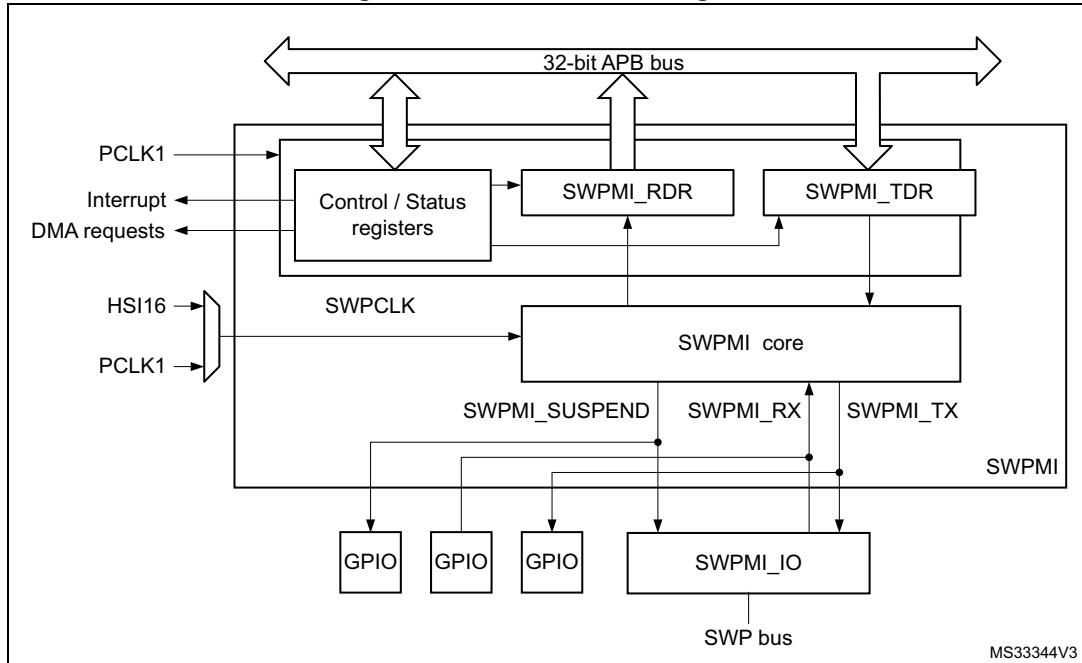 32-bit APB bus
PCLK1
Interrupt
DMA requests
Control / Status
registers
SWPMI_RDR
SWPMI_TDR
HSI16
PCLK1
SWPCLK
SWPMI core
SWPMI_SUSPEND
SWPMI_RX
SWPMI_TX
SWPMI
GPIO
GPIO
GPIO
SWPMI_IO
SWP bus
MS33344V3